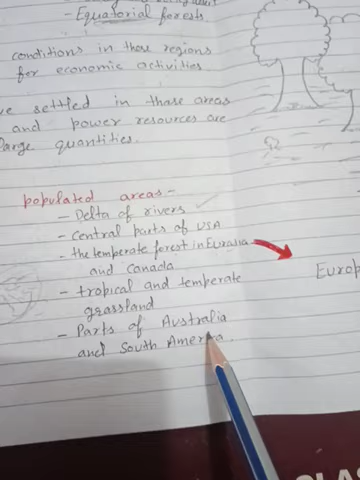 - Equatorial forests
conditions in these regions
for economic activities
settled in those areas
and power resources are
large quantities.
populated areas-
- Delta of rivers
- Central parts of USA
- the temperate forest in Euralia
and Canada
- tropical and temperate
grassland
- Parts of Australia
and South America.
Europ